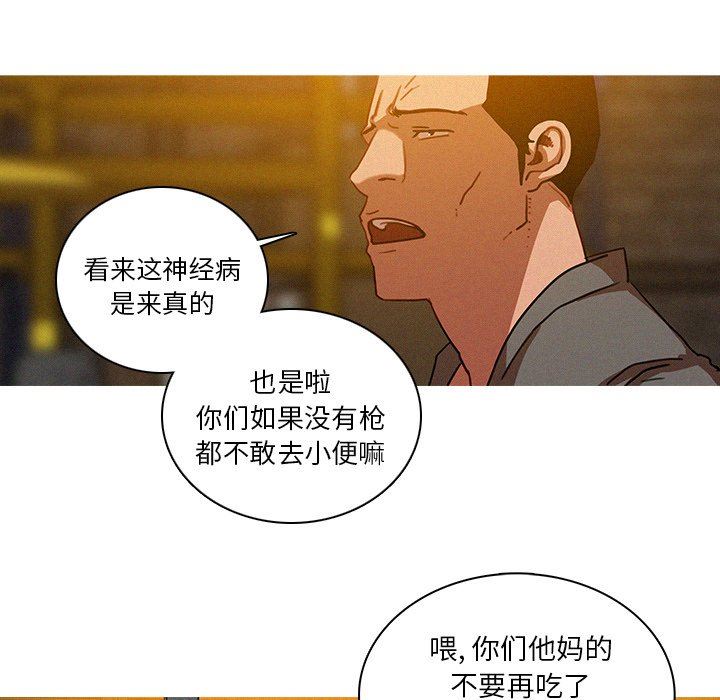 看来这神经病
是来真的
也是啦
你们如果没有枪
都不敢去小便嘛
喂,你们他妈的
不要再吃了